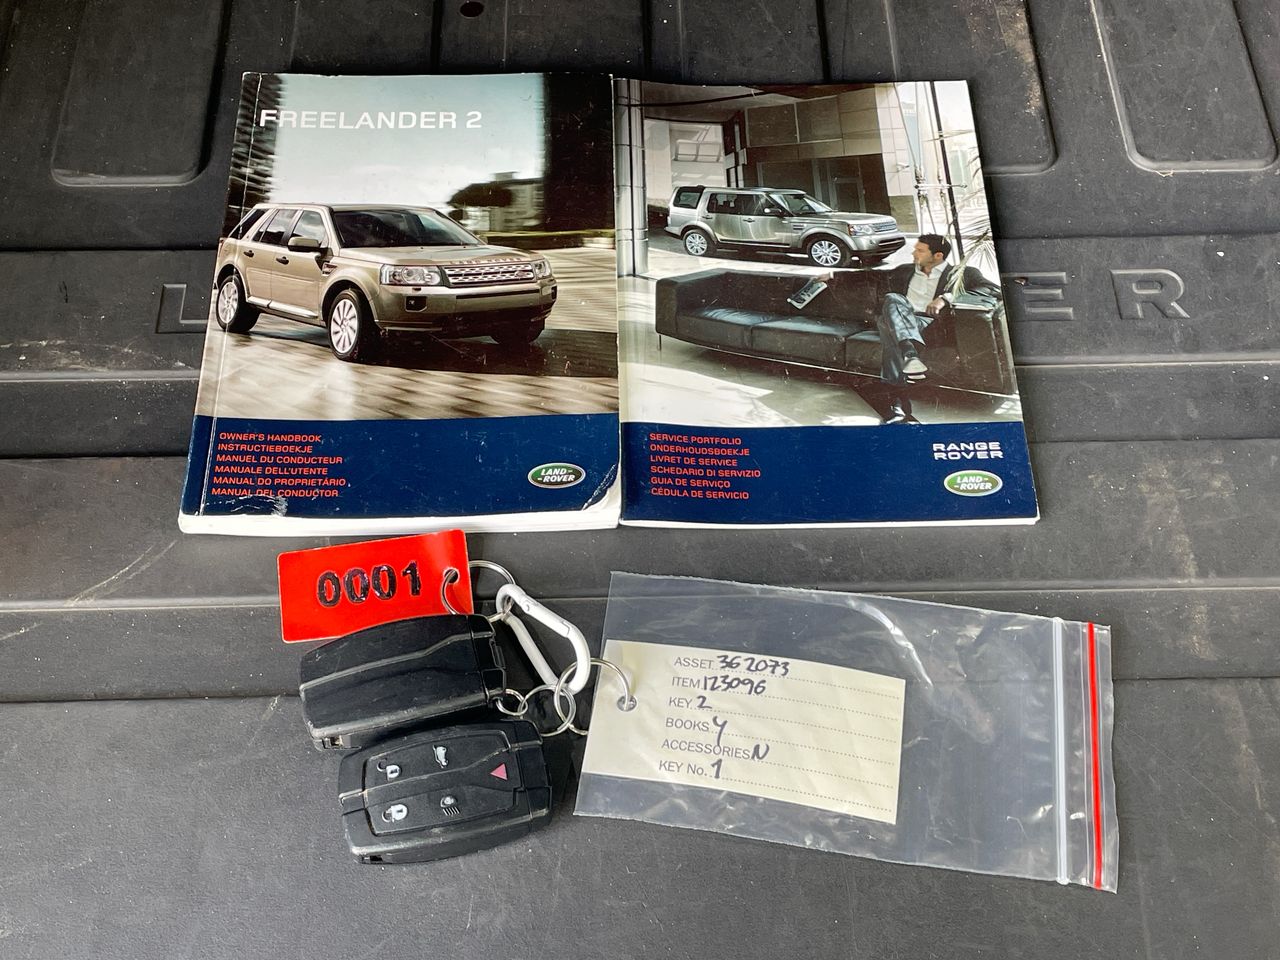 FREELANDER 2
OWNER'S HANDBOOK
INSTRUCTIEBOEKJE
MANUEL DU CONDUCTEUR
MANUALE DELL'UTENTE
MANUAL DO PROPRIETÁRIO
MANUAL DEL CONDUCTOR
LAND-
-ROVER
SERVICE PORTFOLIO
ONDERHOUDSBOEKJE
LIVRET DE SERVICE
SCHEDARIO DI SERVIZIO
GUIA DE SERVIÇO
CÉDULA DE SERVICIO
RANGE
ROVER
LAND-
-ROVER
L ER
0001
ASSET 362073
ITEM 123096
KEY 2
BOOKS Y
ACCESSORIES N
KEY No. 1